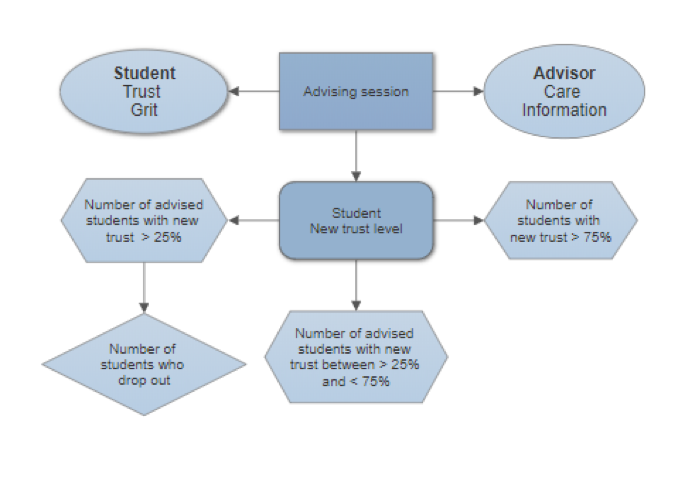 Student
Trust
Grit
Advising session
Advisor
Care
Information
Number of advised
students with new
trust > 25%
Student
New trust level
Number of
students with
new trust > 75%
Number of
students who
drop out
Number of advised
students with new
trust between > 25%
and < 75%